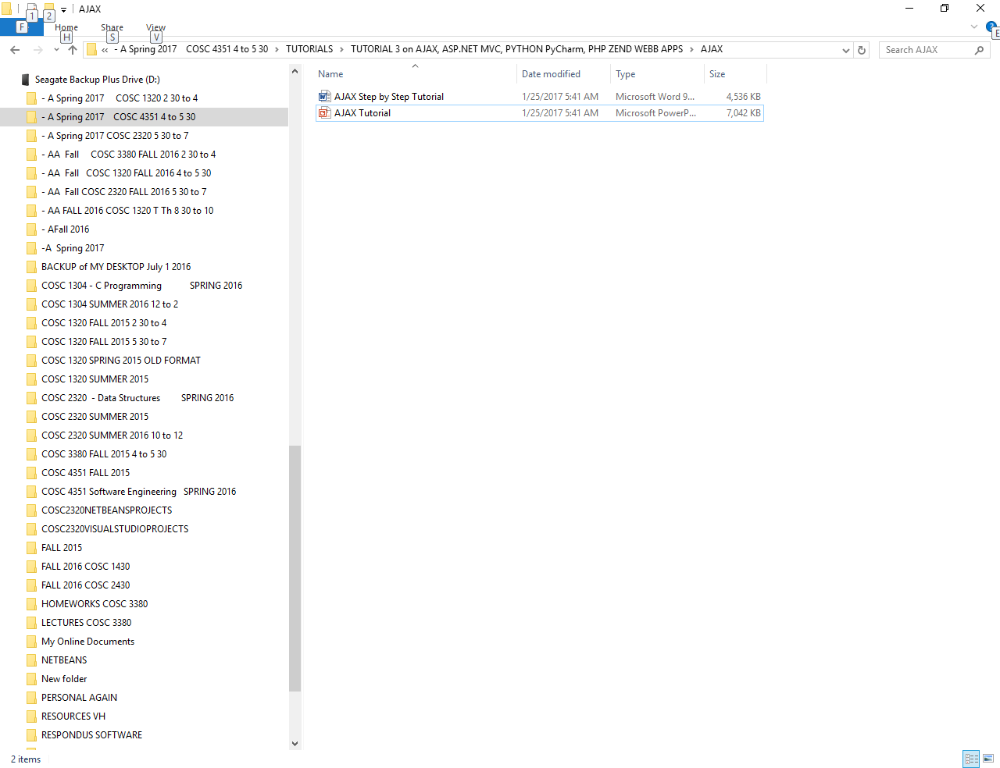 AJAX
1 2
F Home Share View
H S V E
« - A Spring 2017 COSC 4351 4 to 5 30 > TUTORIALS > TUTORIAL 3 on AJAX, ASP.NET MVC, PYTHON PyCharm, PHP ZEND WEBB APPS > AJAX
Search AJAX
Seagate Backup Plus Drive (D:)
- A Spring 2017 COSC 1320 2 30 to 4
- A Spring 2017 COSC 4351 4 to 5 30
- A Spring 2017 COSC 2320 5 30 to 7
- AA Fall COSC 3380 FALL 2016 2 30 to 4
- AA Fall COSC 1320 FALL 2016 4 to 5 30
- AA Fall COSC 2320 FALL 2016 5 30 to 7
- AA FALL 2016 COSC 1320 T Th 8 30 to 10
- AFall 2016
-A Spring 2017
BACKUP of MY DESKTOP July 1 2016
COSC 1304 - C Programming SPRING 2016
COSC 1304 SUMMER 2016 12 to 2
COSC 1320 FALL 2015 2 30 to 4
COSC 1320 FALL 2015 5 30 to 7
COSC 1320 SPRING 2015 OLD FORMAT
COSC 1320 SUMMER 2015
COSC 2320 - Data Structures SPRING 2016
COSC 2320 SUMMER 2015
COSC 2320 SUMMER 2016 10 to 12
COSC 3380 FALL 2015 4 to 5 30
COSC 4351 FALL 2015
COSC 4351 Software Engineering SPRING 2016
COSC2320NETBEANSPROJECTS
COSC2320VISUALSTUDIOPROJECTS
FALL 2015
FALL 2016 COSC 1430
FALL 2016 COSC 2430
HOMEWORKS COSC 3380
LECTURES COSC 3380
My Online Documents
NETBEANS
New folder
PERSONAL AGAIN
RESOURCES VH
RESPONDUS SOFTWARE
Name Date modified Type Size
AJAX Step by Step Tutorial 1/25/2017 5:41 AM Microsoft Word 9... 4,536 KB
AJAX Tutorial 1/25/2017 5:41 AM Microsoft PowerP... 7,042 KB
2 items